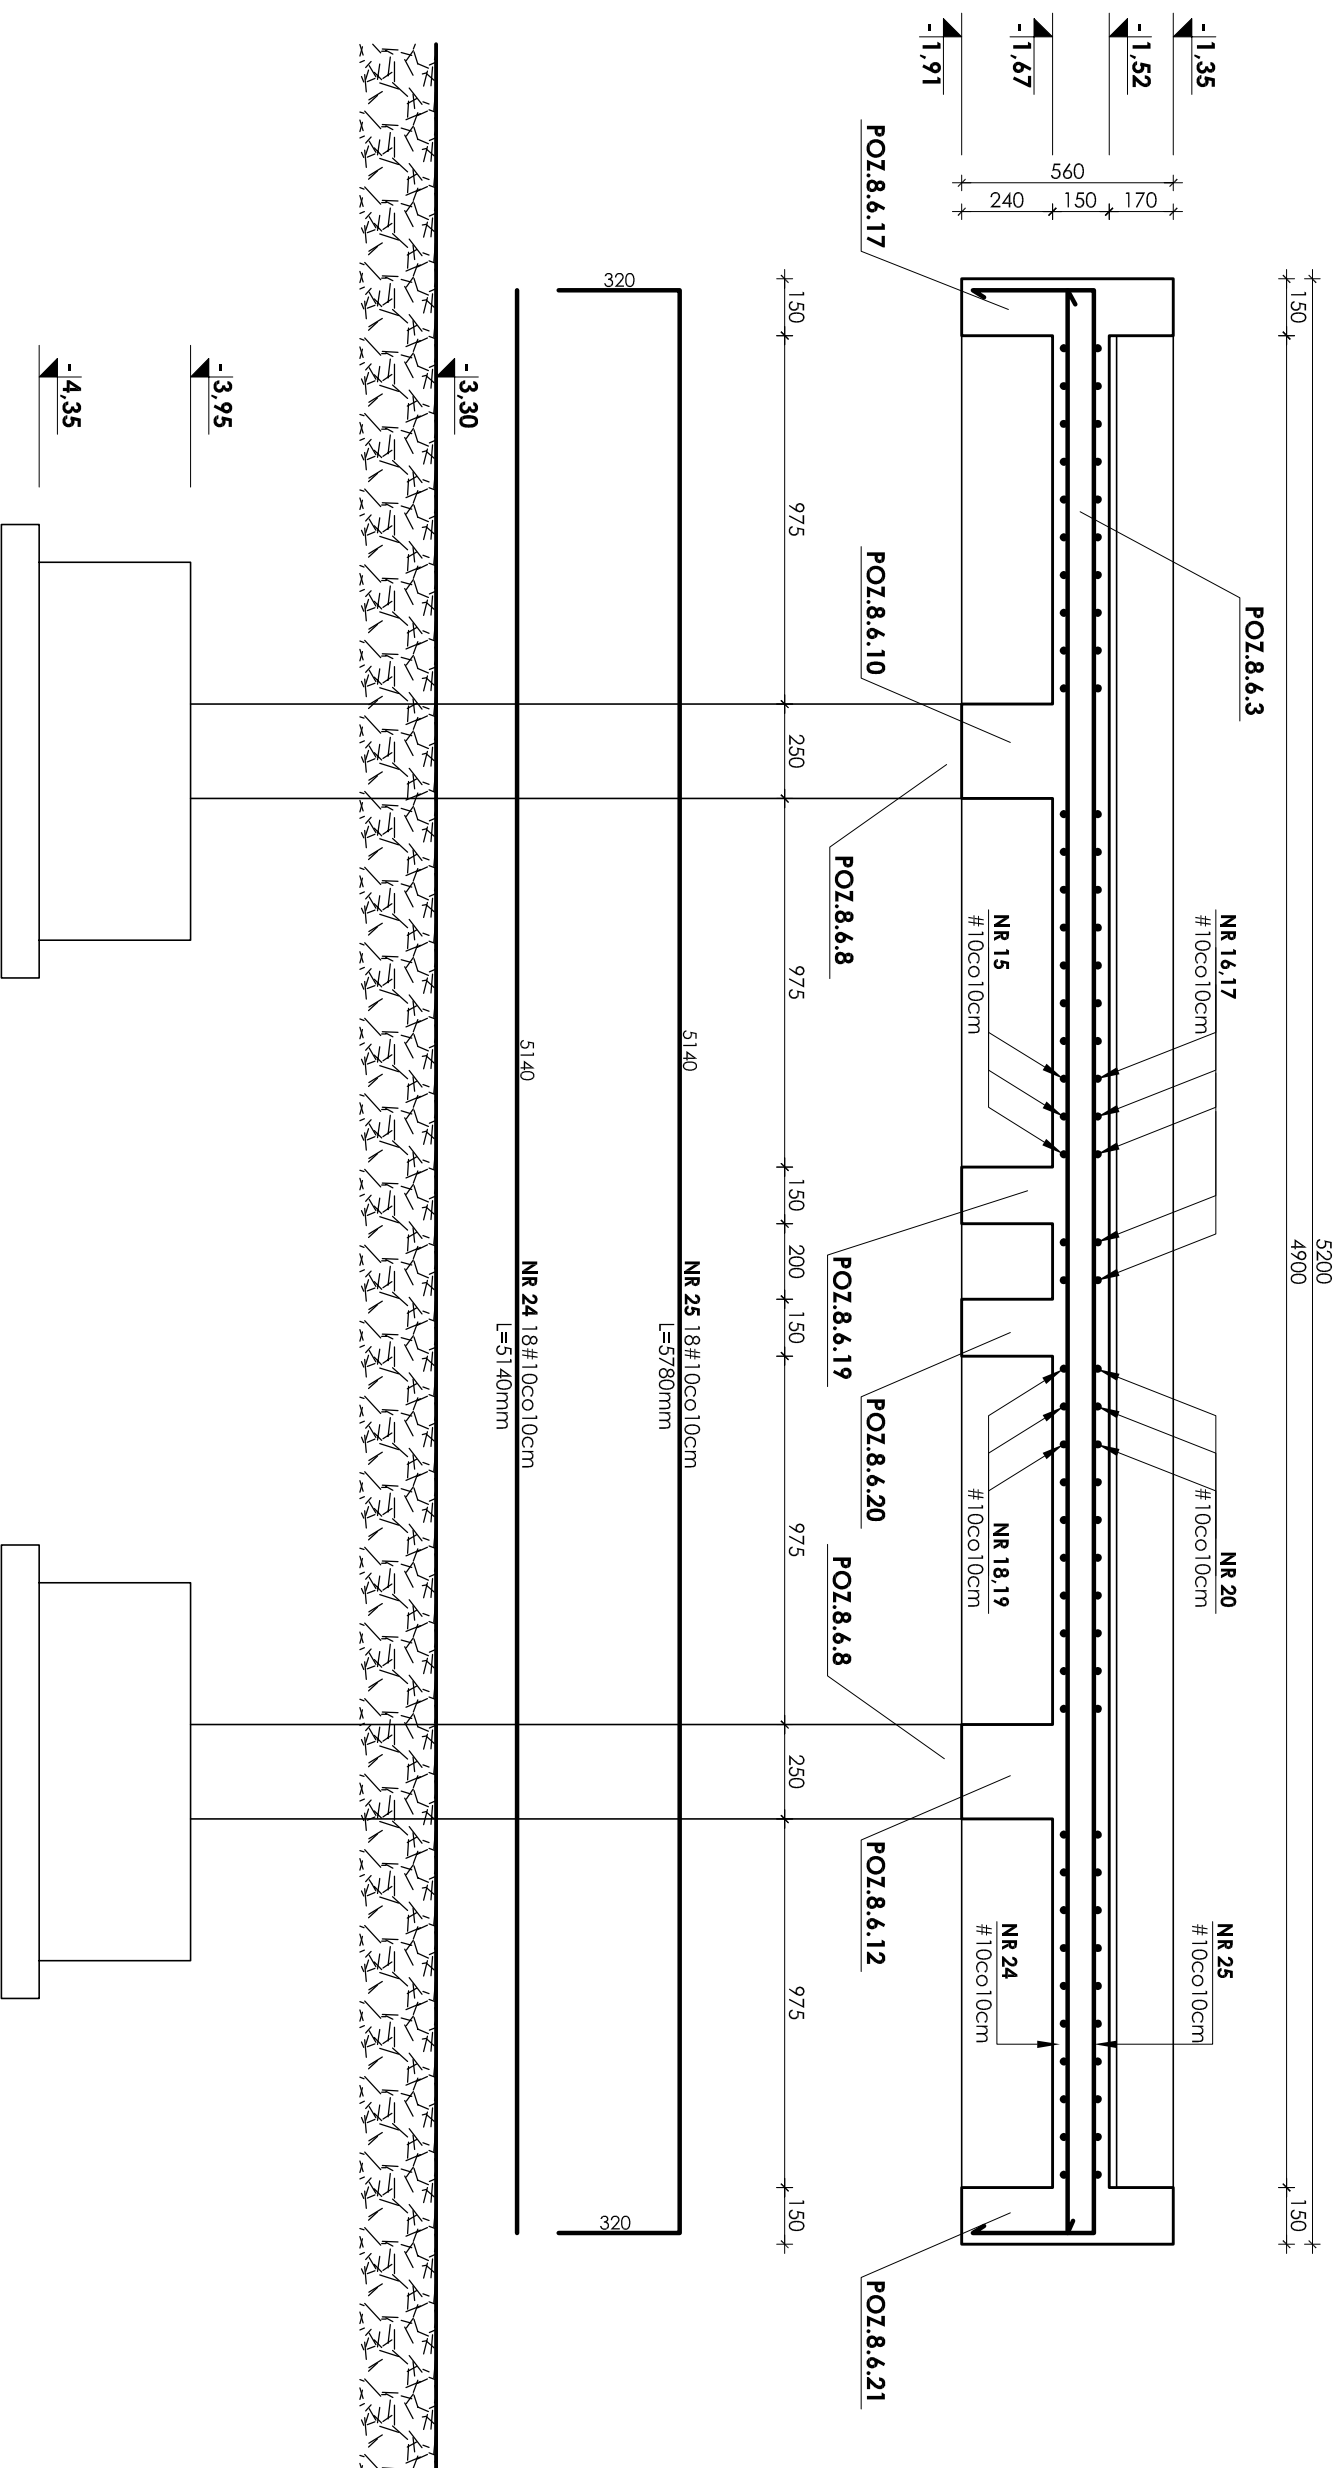 5200
150
4900
150
- 1,35
- 1,52
- 1,67
- 1,91
560
170
150
240
POZ.8.6.3
NR 16,17
#10co10cm
NR 20
#10co10cm
NR 25
#10co10cm
NR 15
#10co10cm
NR 18,19
#10co10cm
NR 24
#10co10cm
POZ.8.6.17
POZ.8.6.10
POZ.8.6.8
POZ.8.6.19
POZ.8.6.20
POZ.8.6.8
POZ.8.6.12
POZ.8.6.21
150
975
250
975
150
200
150
975
250
975
150
320
5140
NR 25 18#10co10cm
L=5780mm
320
5140
NR 24 18#10co10cm
L=5140mm
- 3,30
- 3,95
- 4,35